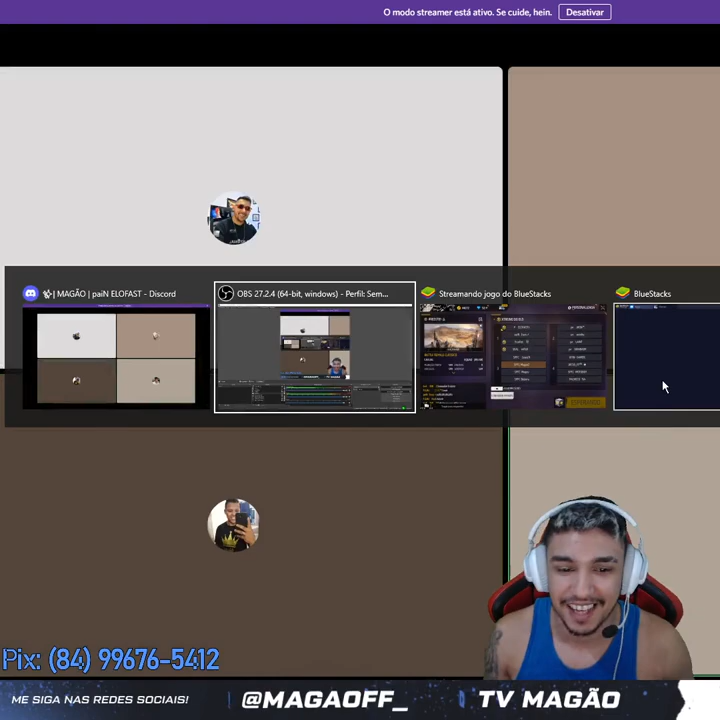 O modo streamer está ativo. Se cuide, hein. Desativar
| MAGÃO | paiN ELOFAST - Discord
OBS 27.2.4 (64-bit, windows) - Perfil: Sem...
Streamando jogo do BlueStacks
BlueStacks
Pix: (84) 99676-5412
ME SIGA NAS REDES SOCIAIS!
@MAGAOFF_
TV MAGÃO